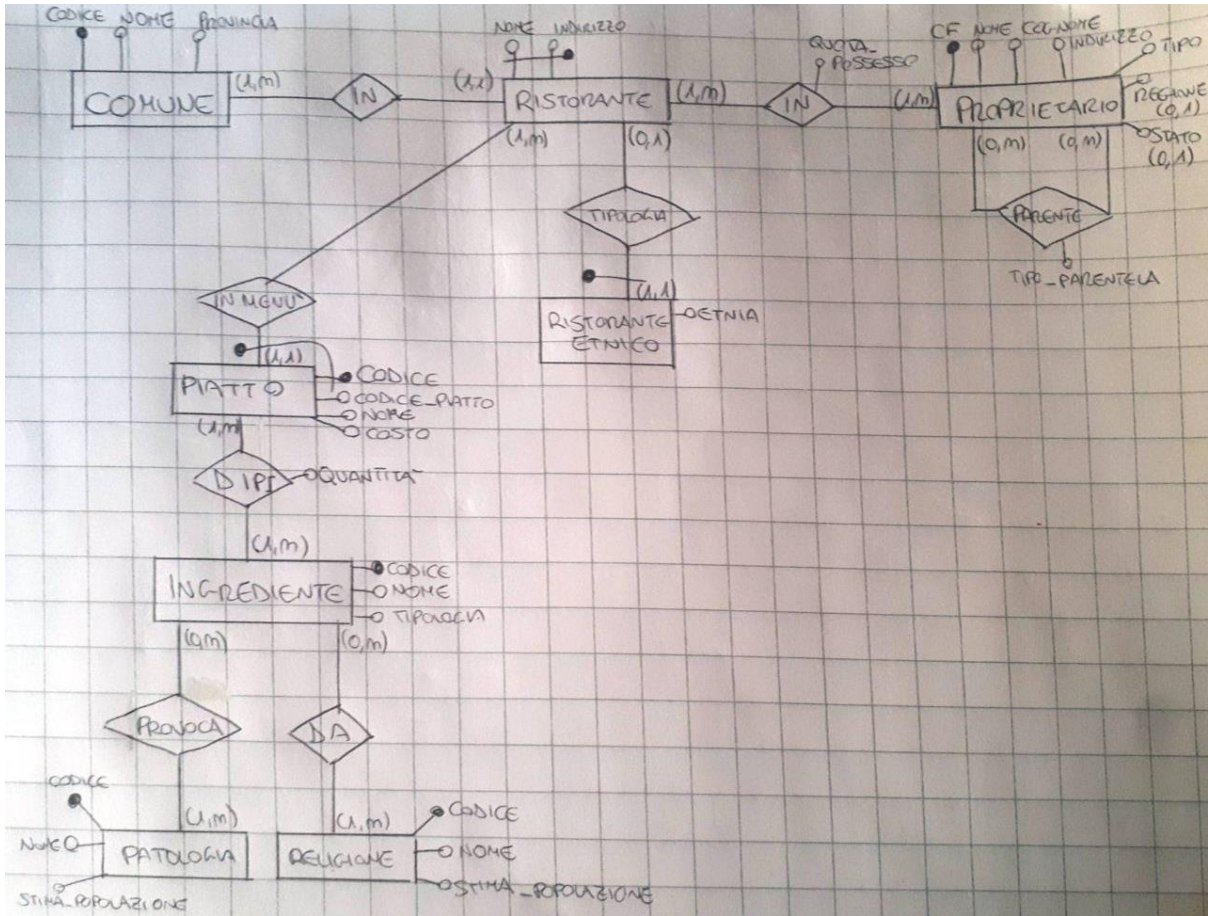 CODICE NOME PROVINCIA
COMUNE
(1,m)
IN
(1,1)
NOME INDIRIZZO
RISTORANTE
(1,m)
QUOTA_
POSSESSO
IN
(1,m)
CF NOME COGNOME
INDIRIZZO
TIPO
PROPRIETARIO
REGIONE
(0,1)
STATO
(0,1)
(1,m)
(0,1)
(0,m)
(0,m)
TIPOLOGIA
PARENTE
TIPO_PARENTELA
IN MENU'
(1,1)
RISTORANTE
ETNICO
ETNIA
(1,1)
PIATTO
CODICE
CODICE_PIATTO
NOME
COSTO
(1,m)
QUANTITA'
(1,m)
INGREDIENTE
CODICE
NOME
TIPOLOGIA
(0,m)
(0,m)
PROVOCA
DA
CODICE
(1,m)
(1,m)
CODICE
NOME
PATOLOGIA
RELIGIONE
NOME
STIMA_POPOLAZIONE
STIMA_POPOLAZIONE